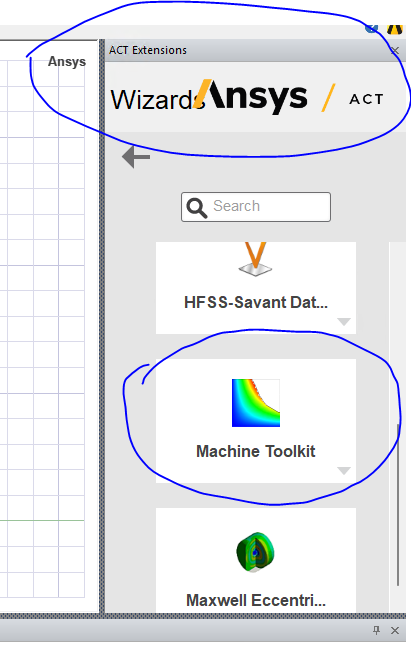 ACT Extensions
Ansys
Wizards
Ansys / ACT
Search
HFSS-Savant Dat...
Machine Toolkit
Maxwell Eccentri...